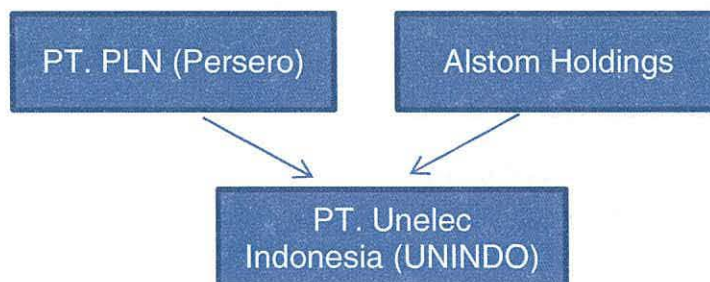 PT. PLN (Persero)
Alstom Holdings
PT. Unelec
Indonesia (UNINDO)